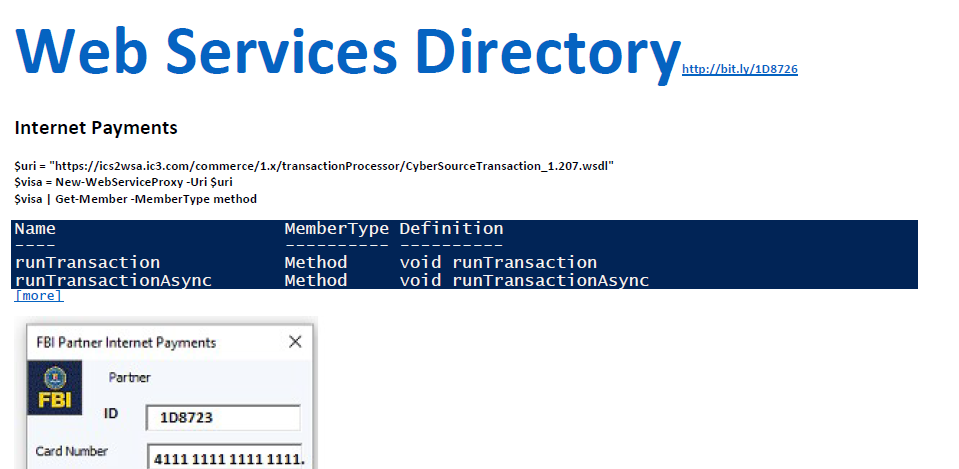 Web Services Directory http://bit.ly/1D8726
Internet Payments
$uri = "https://ics2wsa.ic3.com/commerce/1.x/transactionProcessor/CyberSourceTransaction_1.207.wsdl"
$visa = New-WebServiceProxy -Uri $uri
$visa | Get-Member -MemberType method
Name MemberType Definition
---- ---------- ----------
runTransaction Method void runTransaction
runTransactionAsync Method void runTransactionAsync
[more]
FBI Partner Internet Payments
FBI
Partner
ID 1D8723
Card Number 4111 1111 1111 1111.